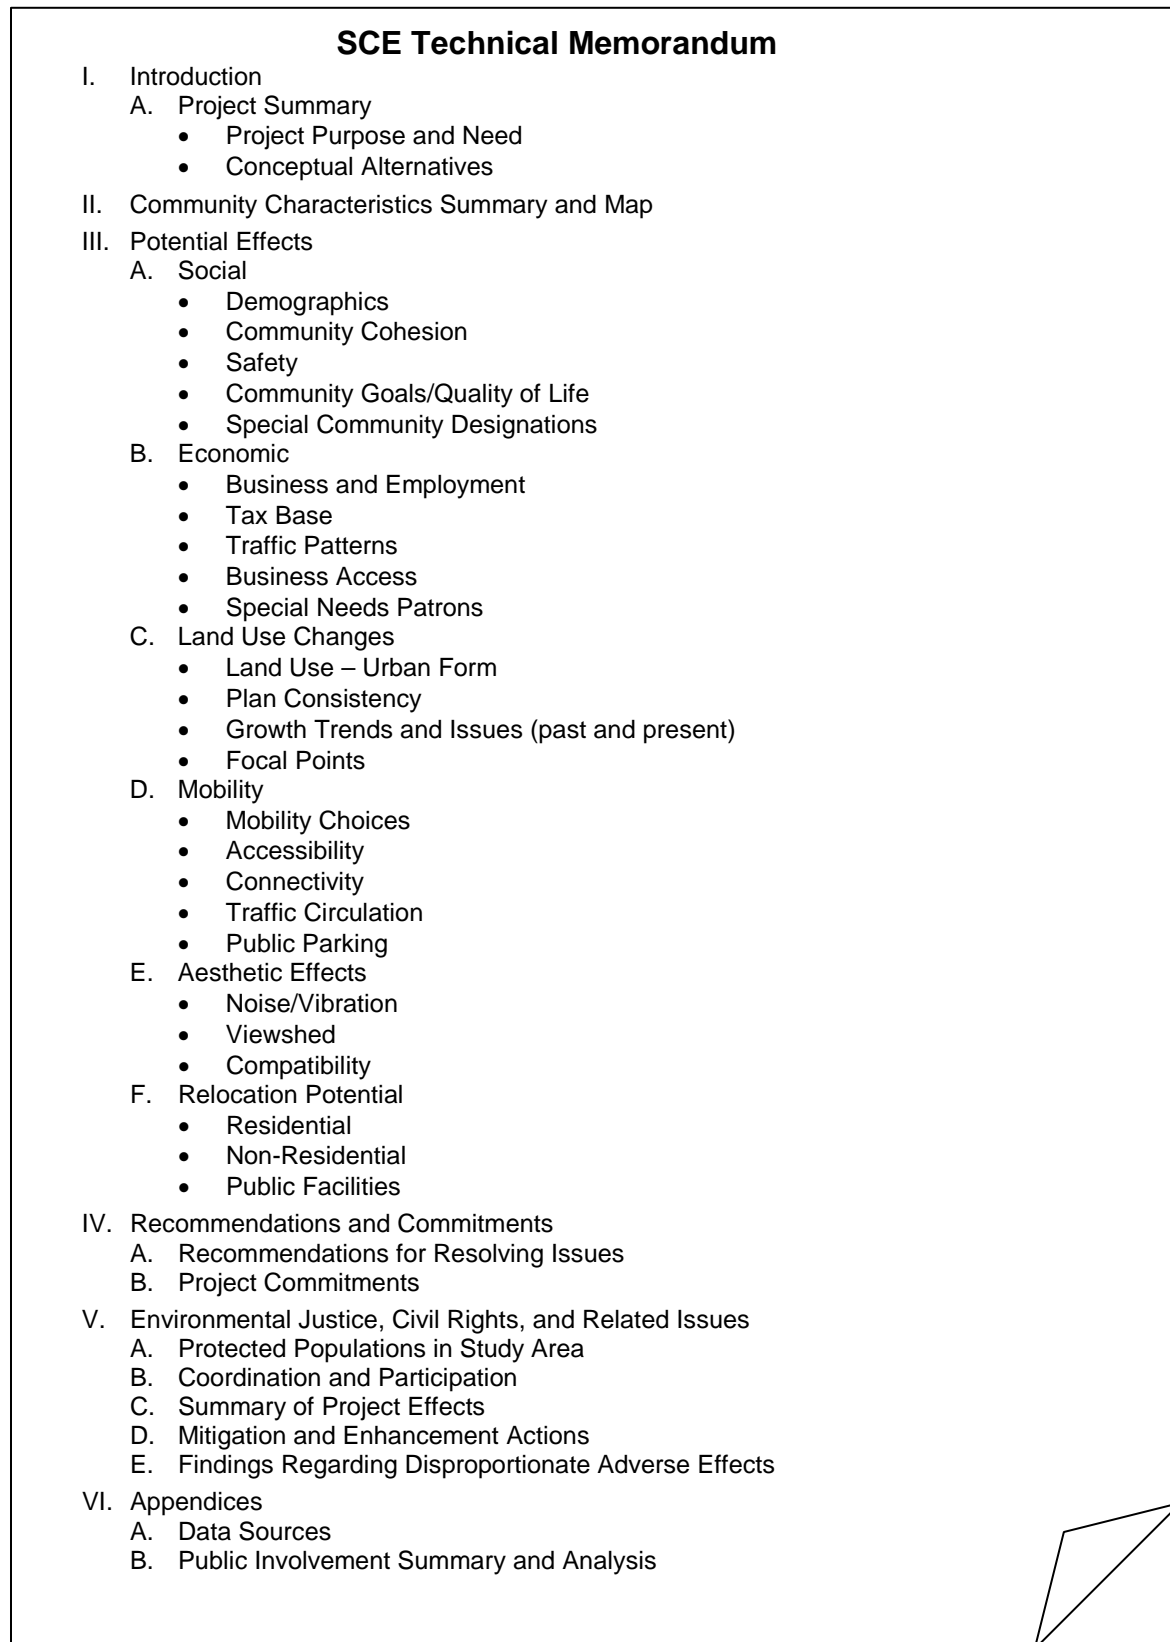 SCE Technical Memorandum
I. Introduction
A. Project Summary
• Project Purpose and Need
• Conceptual Alternatives
II. Community Characteristics Summary and Map
III. Potential Effects
A. Social
• Demographics
• Community Cohesion
• Safety
• Community Goals/Quality of Life
• Special Community Designations
B. Economic
• Business and Employment
• Tax Base
• Traffic Patterns
• Business Access
• Special Needs Patrons
C. Land Use Changes
• Land Use – Urban Form
• Plan Consistency
• Growth Trends and Issues (past and present)
• Focal Points
D. Mobility
• Mobility Choices
• Accessibility
• Connectivity
• Traffic Circulation
• Public Parking
E. Aesthetic Effects
• Noise/Vibration
• Viewshed
• Compatibility
F. Relocation Potential
• Residential
• Non-Residential
• Public Facilities
IV. Recommendations and Commitments
A. Recommendations for Resolving Issues
B. Project Commitments
V. Environmental Justice, Civil Rights, and Related Issues
A. Protected Populations in Study Area
B. Coordination and Participation
C. Summary of Project Effects
D. Mitigation and Enhancement Actions
E. Findings Regarding Disproportionate Adverse Effects
VI. Appendices
A. Data Sources
B. Public Involvement Summary and Analysis